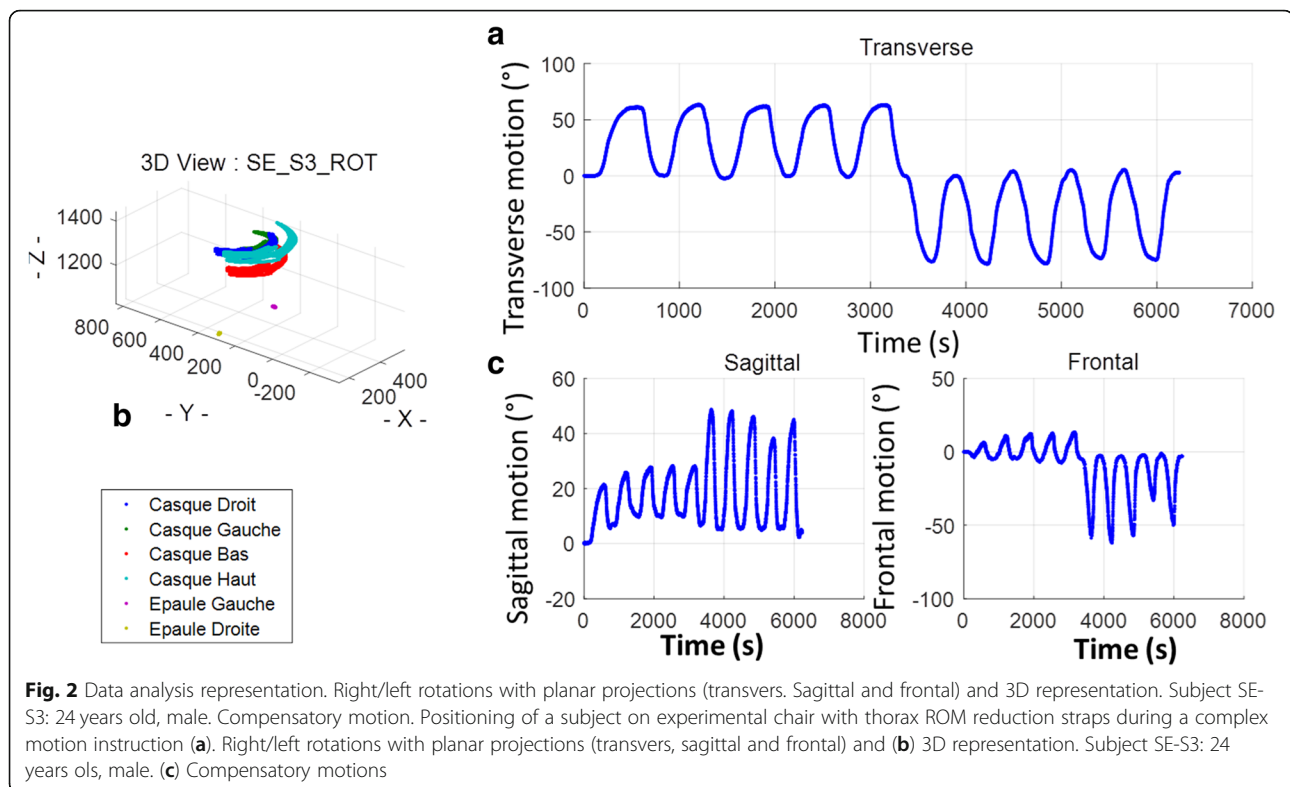 a
Transverse
Transverse motion (°)
100
50
0
-50
-100
0 1000 2000 3000 4000 5000 6000 7000
Time (s)
3D View : SE_S3_ROT
- Z -
1400
1200
800 600 400 200 0 -200
- Y -
400
200
- X -
b
Casque Droit
Casque Gauche
Casque Bas
Casque Haut
Epaule Gauche
Epaule Droite
c
Sagittal
Sagittal motion (°)
60
40
20
0
-20
0 2000 4000 6000 8000
Time (s)
Frontal
Frontal motion (°)
50
0
-50
-100
0 2000 4000 6000 8000
Time (s)
Fig. 2 Data analysis representation. Right/left rotations with planar projections (transvers. Sagittal and frontal) and 3D representation. Subject SE-
S3: 24 years old, male. Compensatory motion. Positioning of a subject on experimental chair with thorax ROM reduction straps during a complex
motion instruction (a). Right/left rotations with planar projections (transvers, sagittal and frontal) and (b) 3D representation. Subject SE-S3: 24
years ols, male. (c) Compensatory motions